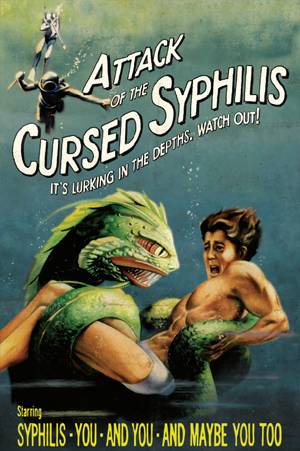 ATTACK
OF THE
CURSED SYPHILIS
IT'S LURKING IN THE DEPTHS, WATCH OUT!
Starring
SYPHILIS · YOU · AND YOU · AND MAYBE YOU TOO